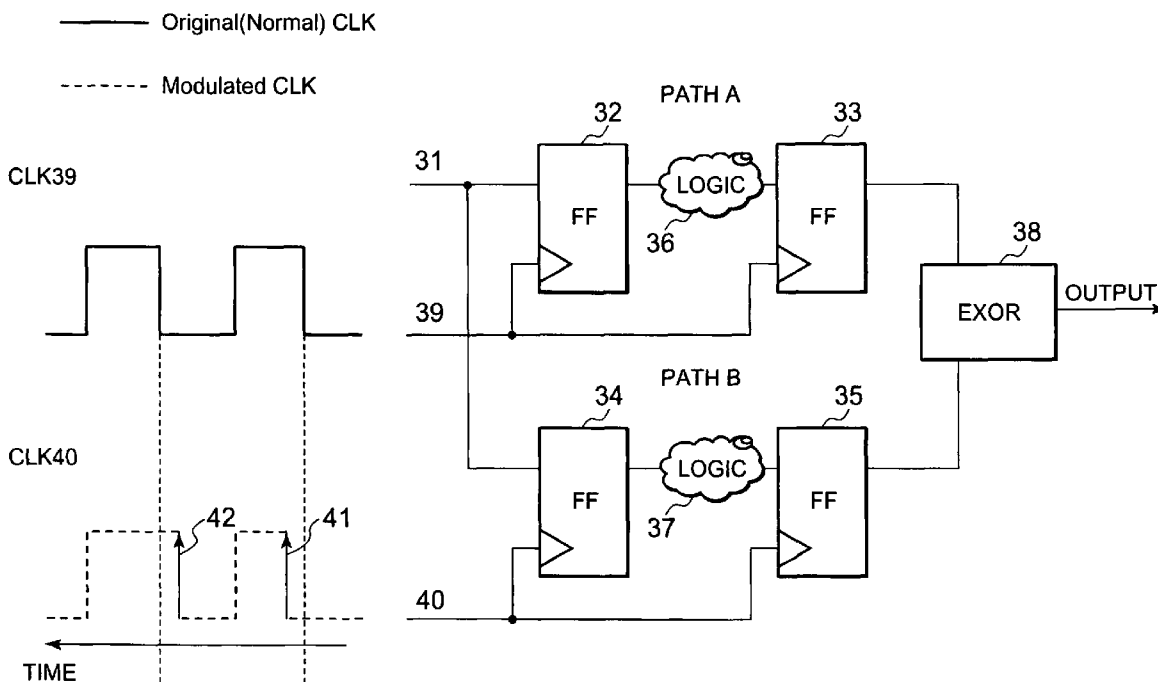 Original(Normal) CLK
Modulated CLK
CLK39
CLK40
42
41
TIME
PATH A
31
32
33
FF
LOGIC
36
FF
39
38
EXOR
OUTPUT
PATH B
34
35
FF
LOGIC
37
FF
40